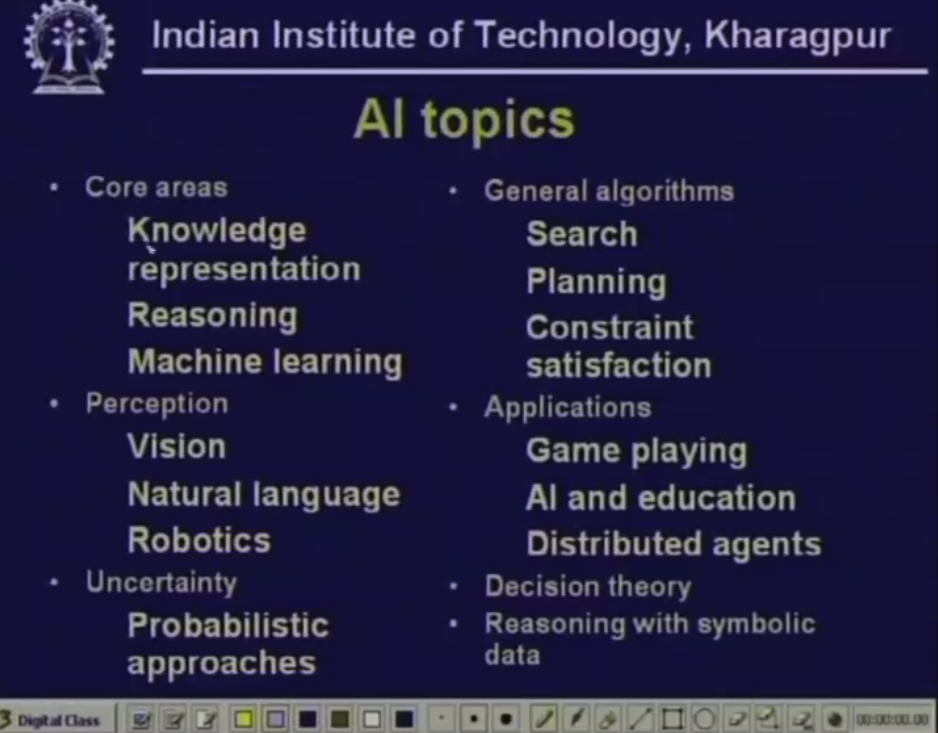 Indian Institute of Technology, Kharagpur
AI topics
• Core areas
Knowledge
representation
Reasoning
Machine learning
• Perception
Vision
Natural language
Robotics
• Uncertainty
Probabilistic
approaches
• General algorithms
Search
Planning
Constraint
satisfaction
• Applications
Game playing
AI and education
Distributed agents
• Decision theory
• Reasoning with symbolic
data
Digital Class
00:00:00.00